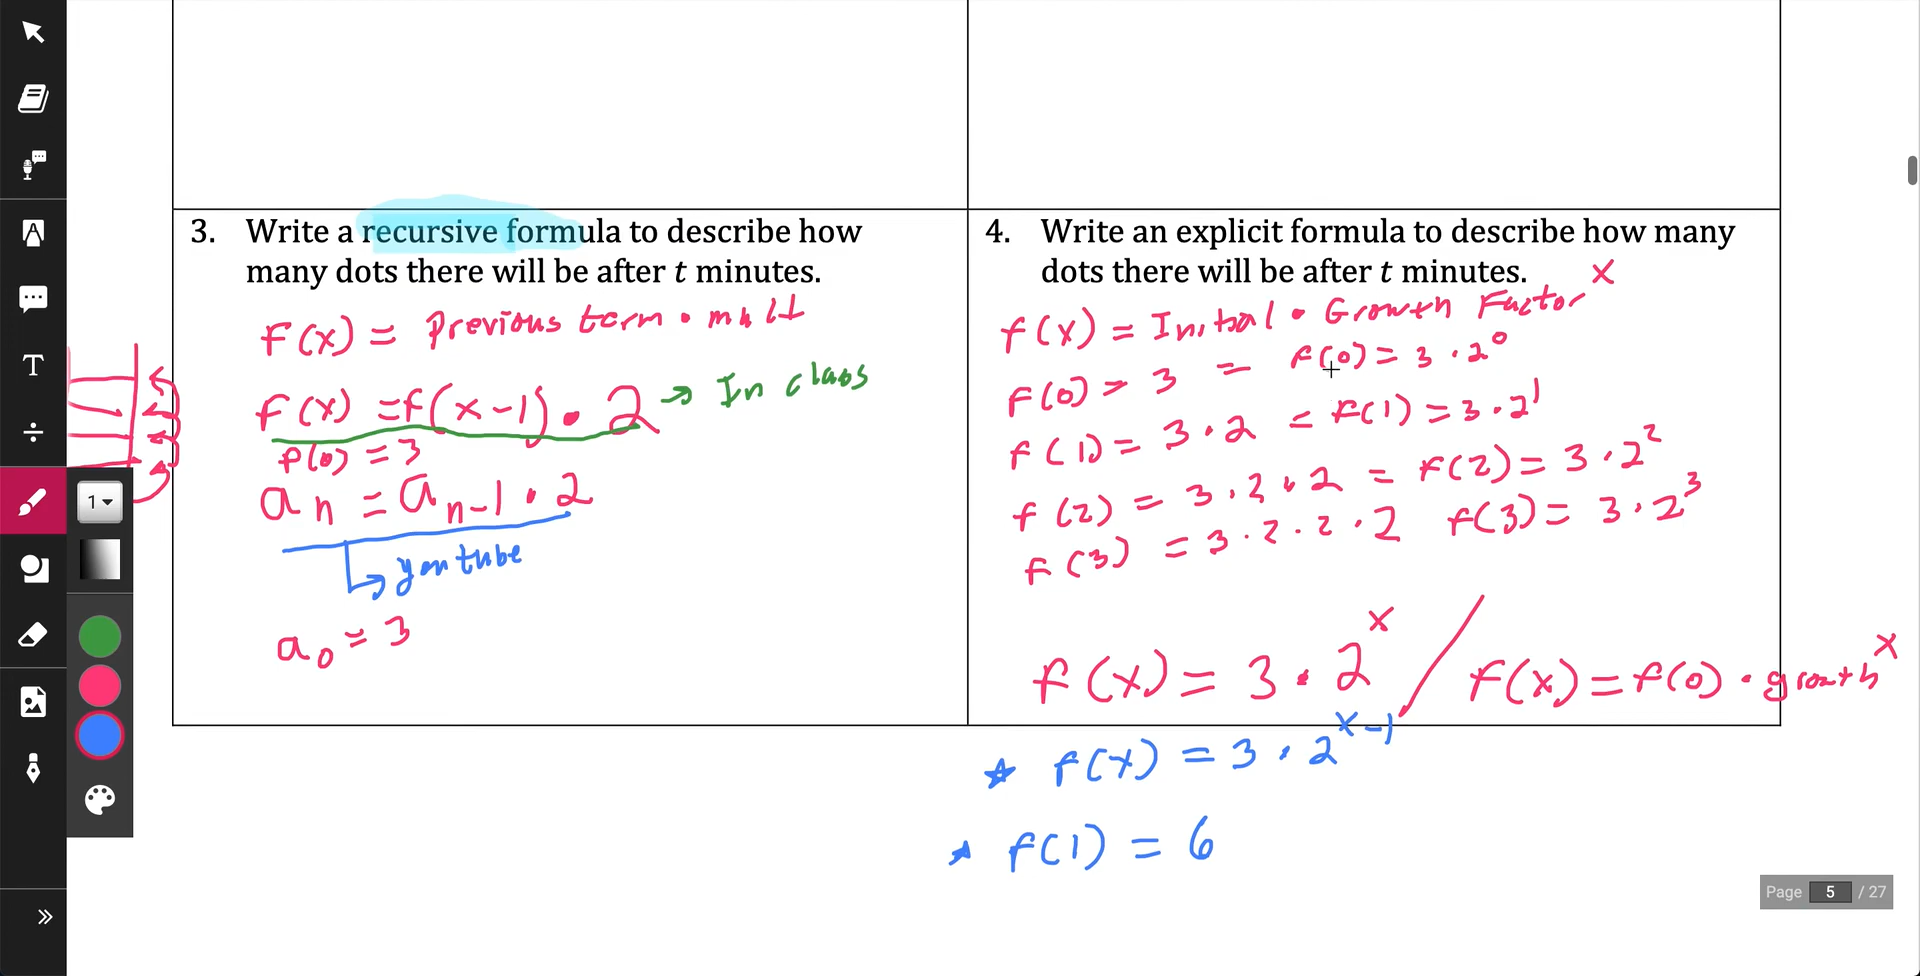 3. Write a recursive formula to describe how
many dots there will be after t minutes.
F(x) = Previous term • mult
f(x) = f(x-1) • 2 → In class
f(0) = 3
a_n = a_{n-1} • 2
↳ youtube
a_0 = 3
4. Write an explicit formula to describe how many
dots there will be after t minutes.
f(x) = Initial • Growth Factor^x
f(0) = 3 = f(0) = 3 · 2^0
f(1) = 3 · 2 = f(1) = 3 · 2^1
f(2) = 3 · 2 · 2 = f(2) = 3 · 2^2
f(3) = 3 · 2 · 2 · 2 f(3) = 3 · 2^3
f(x) = 3 · 2^x / f(x) = f(0) · growth^x
★ f(x) = 3 · 2^{x-1}
★ f(1) = 6
T
1
Page 5 / 27